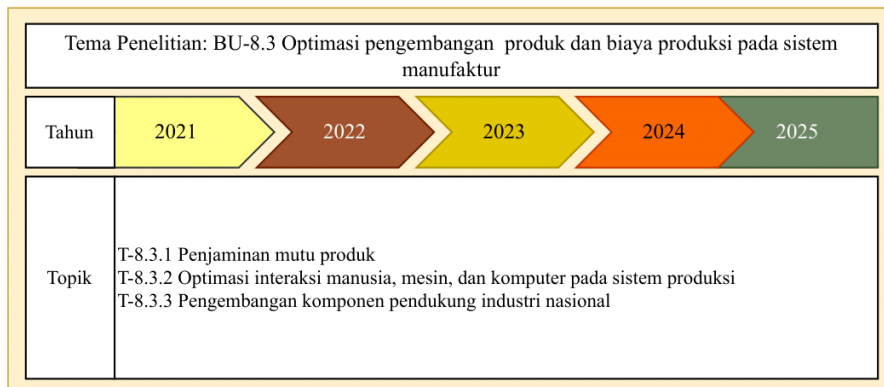 Tema Penelitian: BU-8.3 Optimasi pengembangan produk dan biaya produksi pada sistem
manufaktur
Tahun
2021
2022
2023
2024
2025
Topik
T-8.3.1 Penjaminan mutu produk
T-8.3.2 Optimasi interaksi manusia, mesin, dan komputer pada sistem produksi
T-8.3.3 Pengembangan komponen pendukung industri nasional